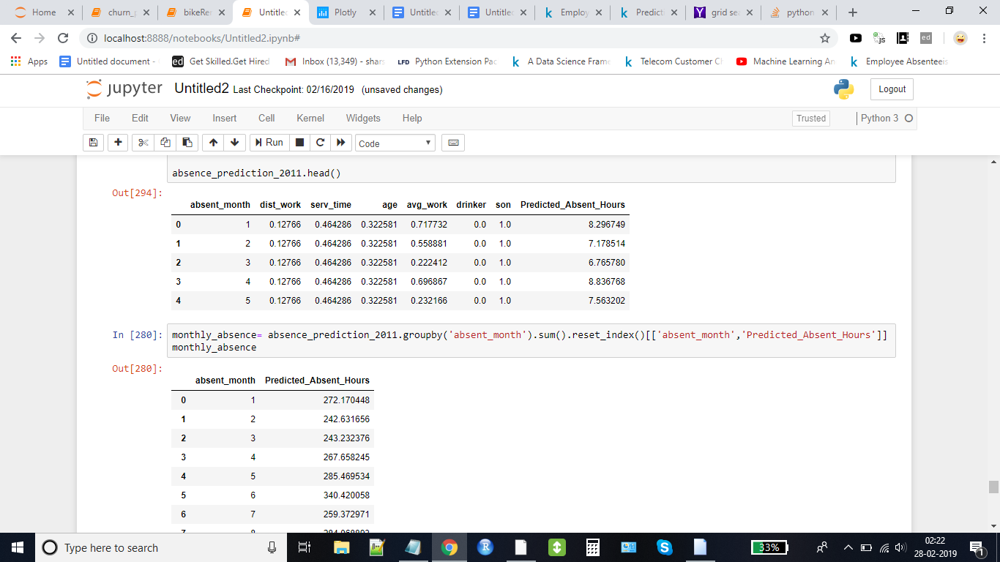 Home churn_p bikeRer Untitle Plotly Untitle Untitle Employ Predict grid se python
localhost:8888/notebooks/Untitled2.ipynb#
Apps Untitled document - Get Skilled.Get Hired Inbox (13,349) - shars Python Extension Pac A Data Science Frame Telecom Customer Ch Machine Learning An Employee Absenteeis
jupyter Untitled2 Last Checkpoint: 02/16/2019 (unsaved changes) Logout
File Edit View Insert Cell Kernel Widgets Help Trusted Python 3
Run Code
absence_prediction_2011.head()
Out[294]:
absent_month dist_work serv_time age avg_work drinker son Predicted_Absent_Hours
0 1 0.12766 0.464286 0.322581 0.717732 0.0 1.0 8.296749
1 2 0.12766 0.464286 0.322581 0.558881 0.0 1.0 7.178514
2 3 0.12766 0.464286 0.322581 0.222412 0.0 1.0 6.765780
3 4 0.12766 0.464286 0.322581 0.696867 0.0 1.0 8.836768
4 5 0.12766 0.464286 0.322581 0.232166 0.0 1.0 7.563202
In [280]: monthly_absence= absence_prediction_2011.groupby('absent_month').sum().reset_index()[['absent_month','Predicted_Absent_Hours']]
monthly_absence
Out[280]:
absent_month Predicted_Absent_Hours
0 1 272.170448
1 2 242.631656
2 3 243.232376
3 4 267.658245
4 5 285.469534
5 6 340.420058
6 7 259.372971
Type here to search 33% 02:22
28-02-2019